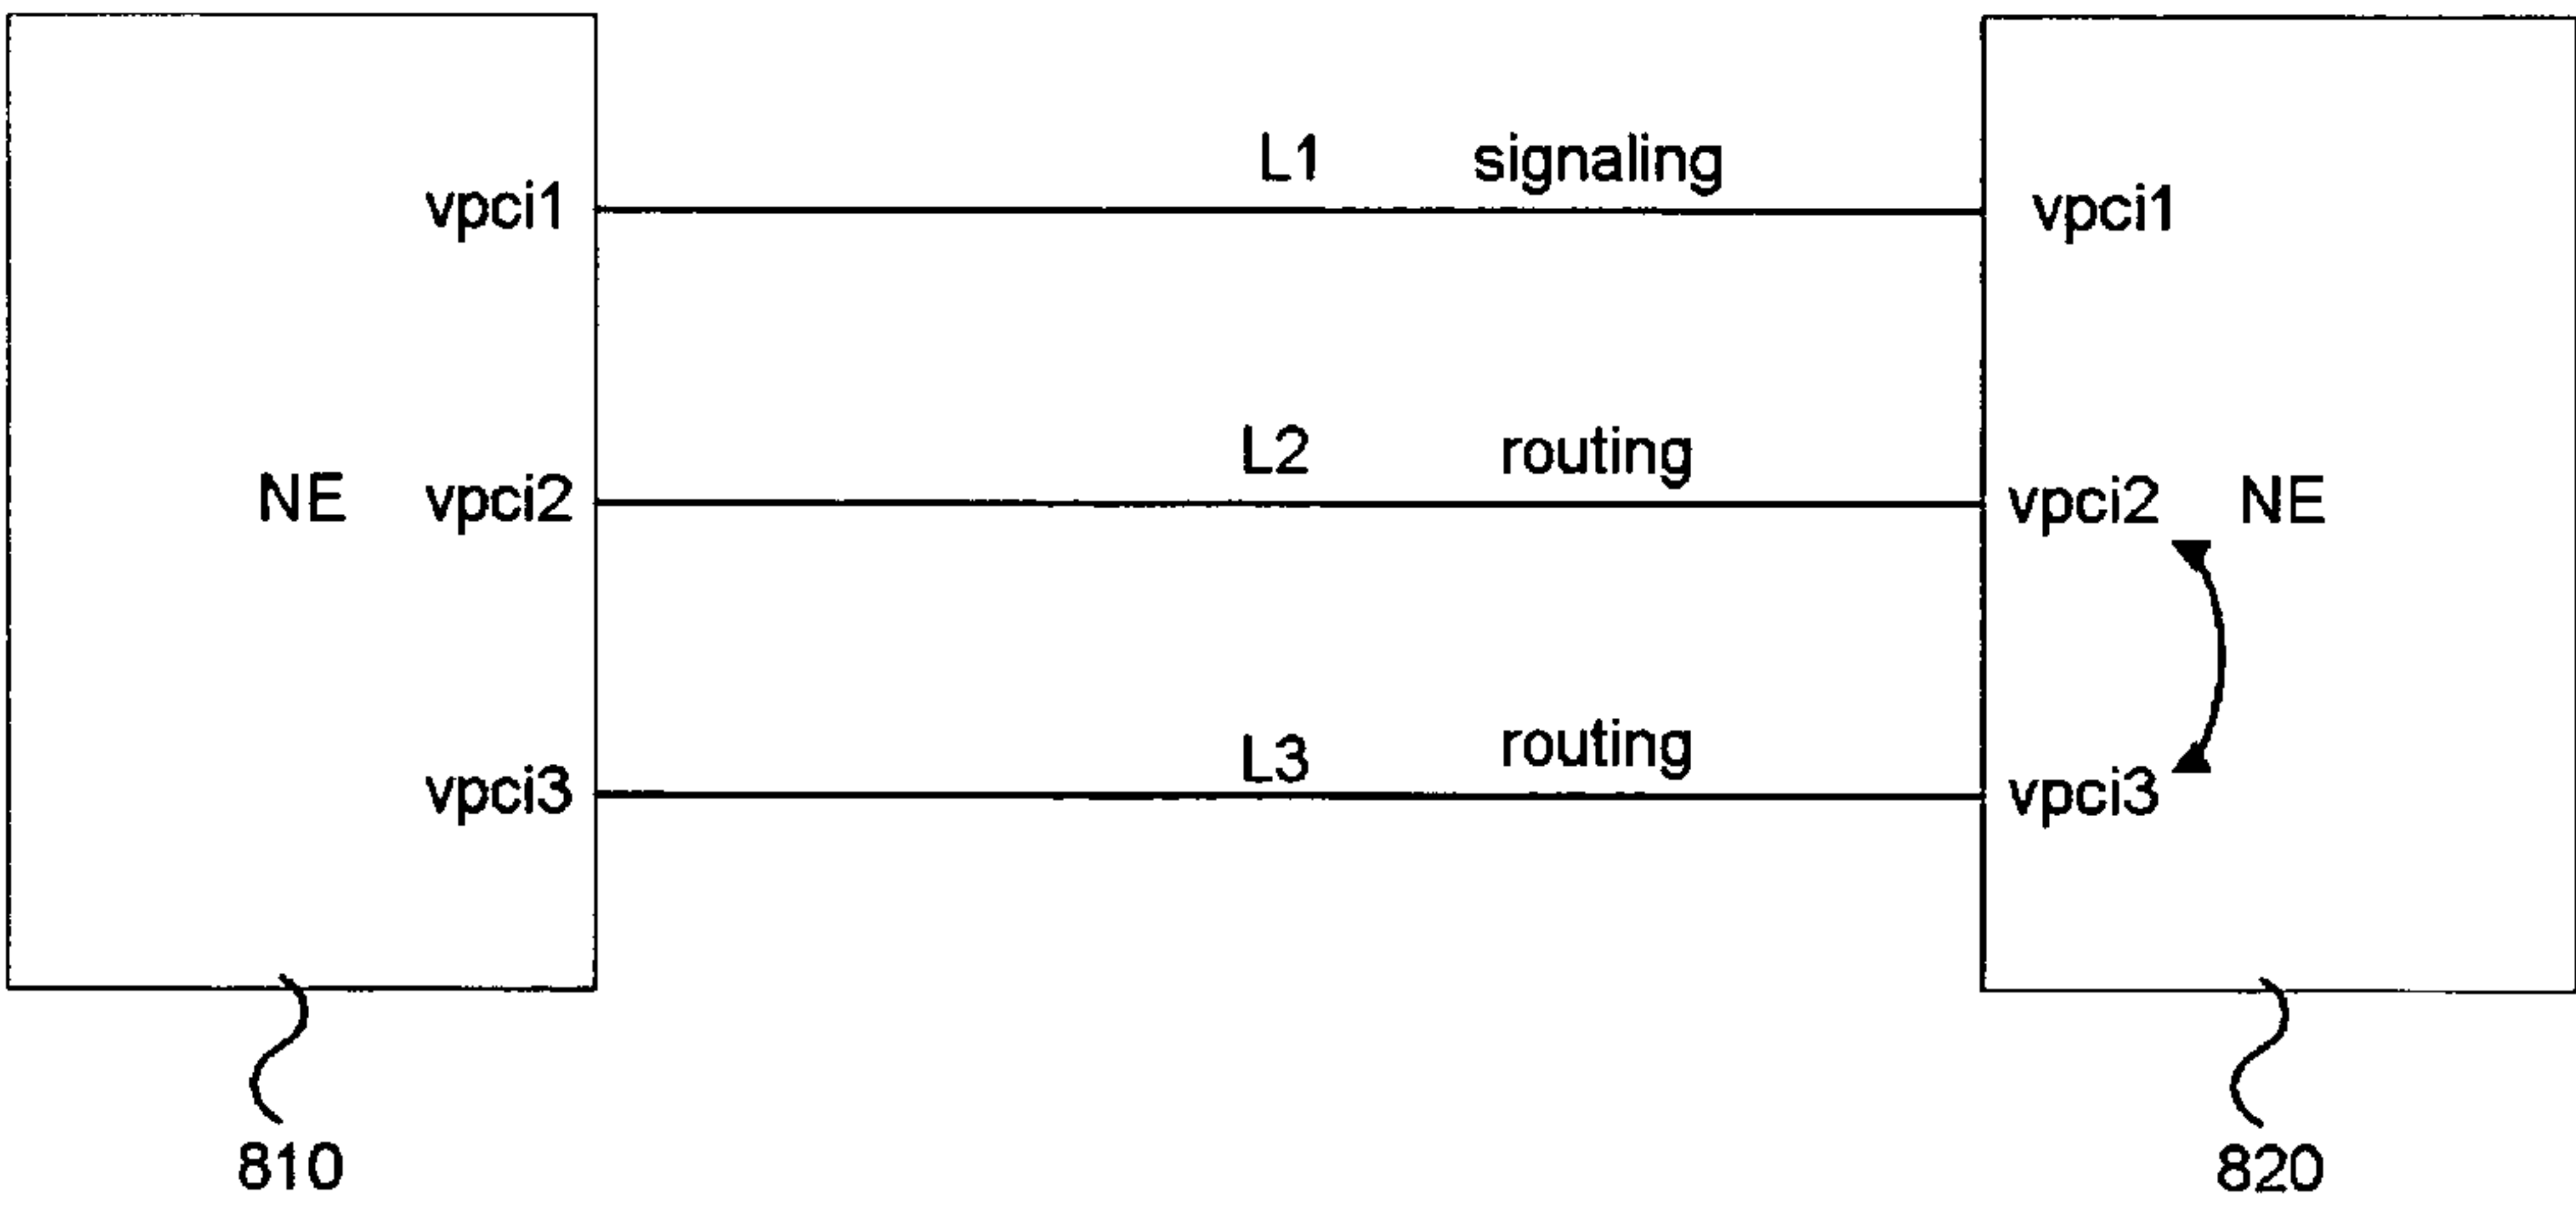 L1 signaling
vpci1 vpci1
L2 routing
NE vpci2 vpci2 NE
L3 routing
vpci3 vpci3
810 820